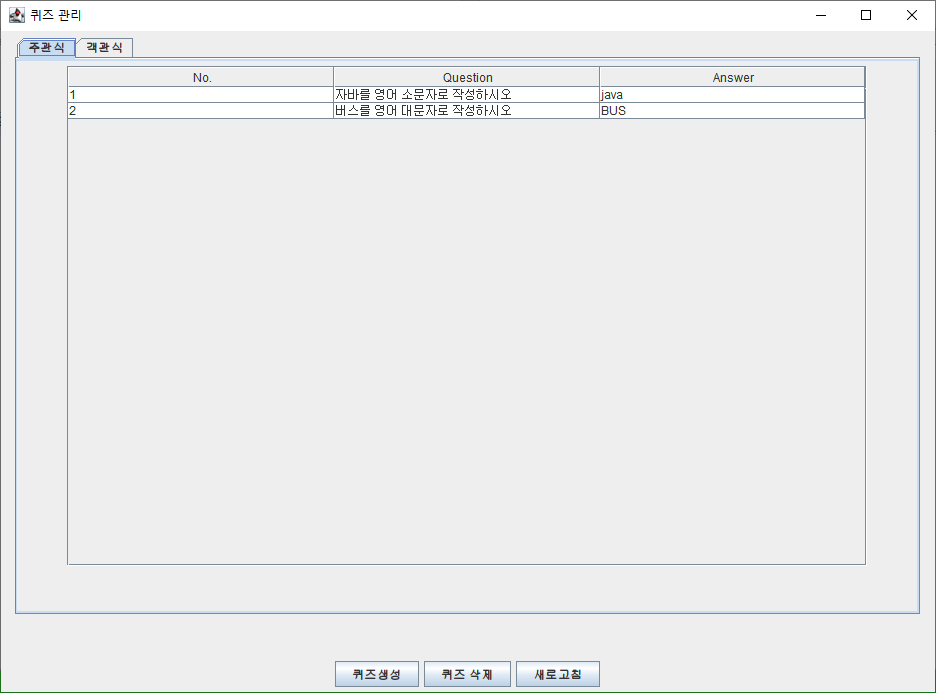 퀴즈 관리
주관식 객관식
No. Question Answer
1 자바를 영어 소문자로 작성하시오 java
2 버스를 영어 대문자로 작성하시오 BUS
퀴즈생성 퀴즈 삭제 새로고침